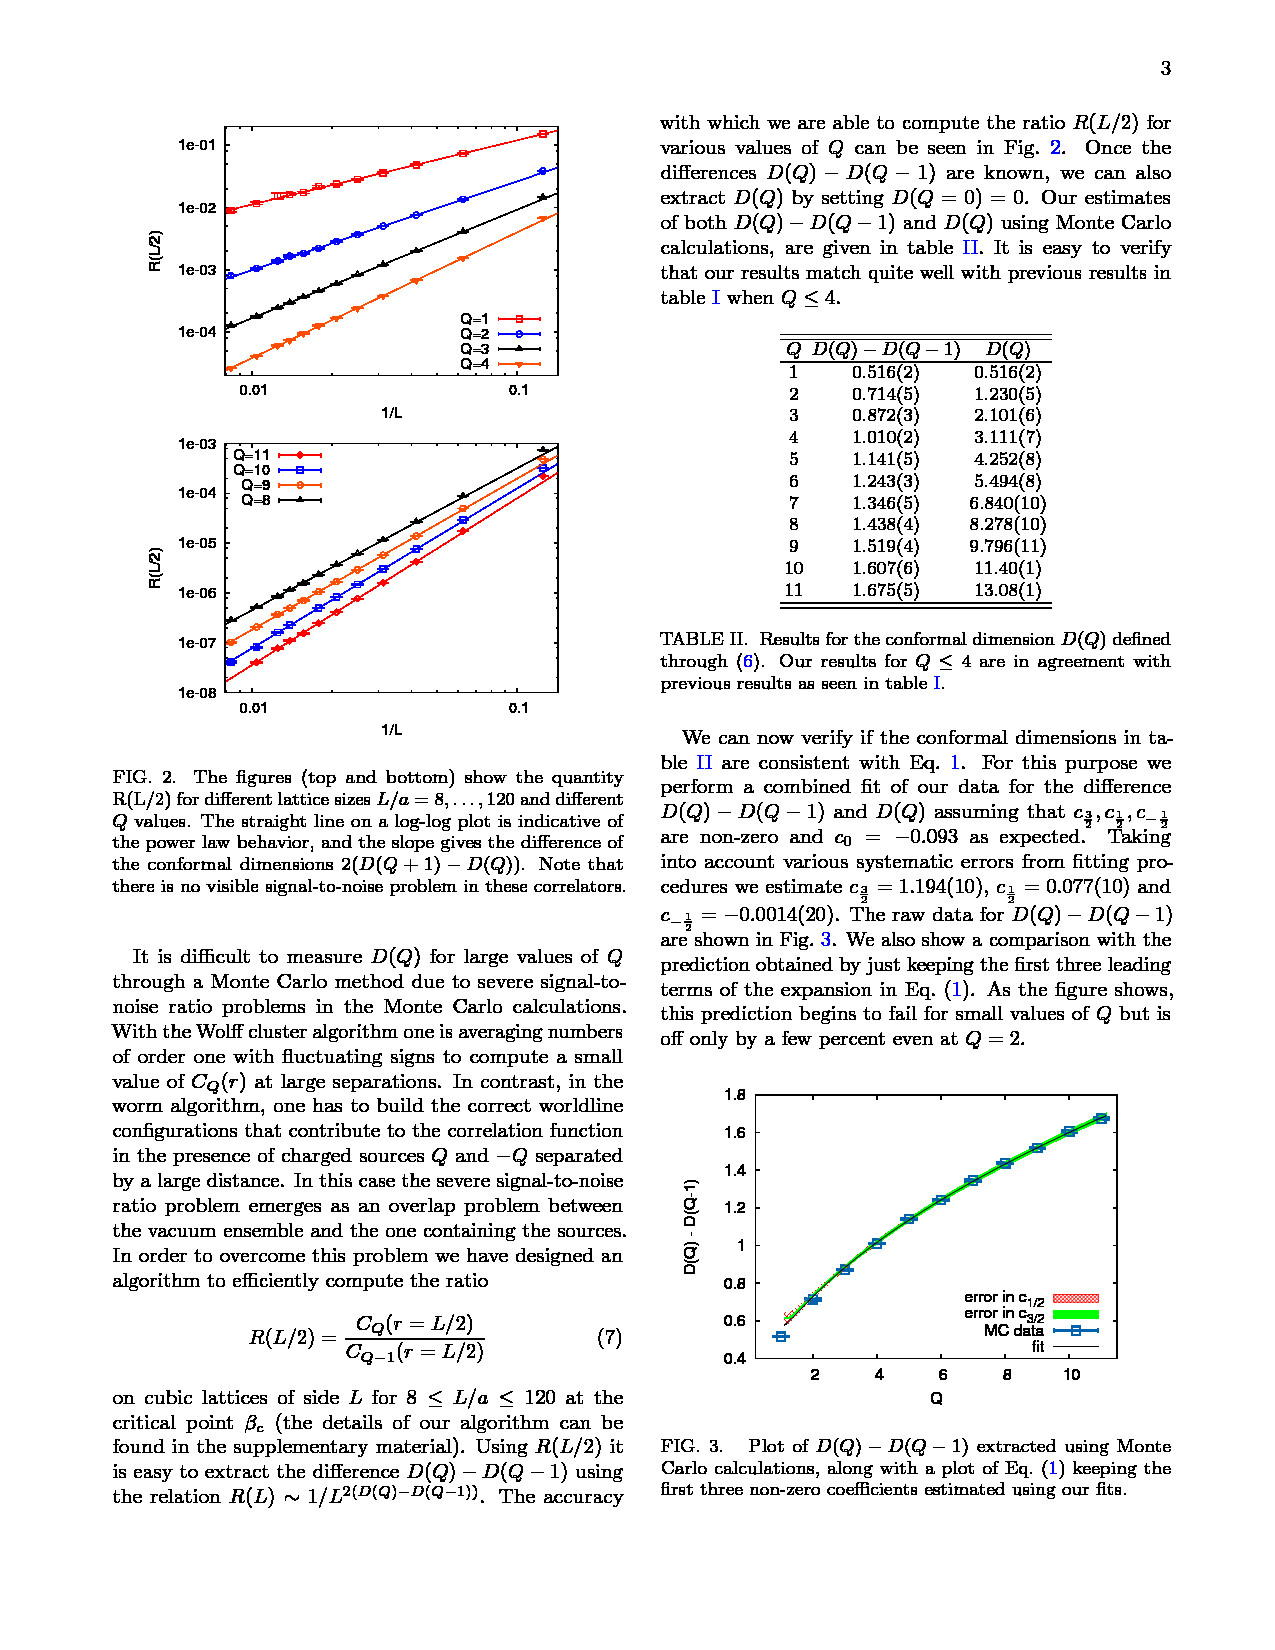 3
1e-01
1e-02
1e-03
1e-04
R(L/2)
Q=1
Q=2
Q=3
Q=4
0.01 0.1
1/L
1e-03
1e-04
1e-05
1e-06
1e-07
1e-08
R(L/2)
Q=11
Q=10
Q=9
Q=8
0.01 0.1
1/L
FIG. 2. The figures (top and bottom) show the quantity
R(L/2) for different lattice sizes L/a = 8, . . . , 120 and different
Q values. The straight line on a log-log plot is indicative of
the power law behavior, and the slope gives the difference of
the conformal dimensions 2(D(Q + 1) − D(Q)). Note that
there is no visible signal-to-noise problem in these correlators.
It is difficult to measure D(Q) for large values of Q
through a Monte Carlo method due to severe signal-to-
noise ratio problems in the Monte Carlo calculations.
With the Wolff cluster algorithm one is averaging numbers
of order one with fluctuating signs to compute a small
value of C_Q(r) at large separations. In contrast, in the
worm algorithm, one has to build the correct worldline
configurations that contribute to the correlation function
in the presence of charged sources Q and −Q separated
by a large distance. In this case the severe signal-to-noise
ratio problem emerges as an overlap problem between
the vacuum ensemble and the one containing the sources.
In order to overcome this problem we have designed an
algorithm to efficiently compute the ratio
R(L/2) = C_Q(r = L/2) / C_{Q−1}(r = L/2) (7)
on cubic lattices of side L for 8 ≤ L/a ≤ 120 at the
critical point β_c (the details of our algorithm can be
found in the supplementary material). Using R(L/2) it
is easy to extract the difference D(Q) − D(Q − 1) using
the relation R(L) ∼ 1/L^{2(D(Q)−D(Q−1))}. The accuracy
with which we are able to compute the ratio R(L/2) for
various values of Q can be seen in Fig. 2. Once the
differences D(Q) − D(Q − 1) are known, we can also
extract D(Q) by setting D(Q = 0) = 0. Our estimates
of both D(Q) − D(Q − 1) and D(Q) using Monte Carlo
calculations, are given in table II. It is easy to verify
that our results match quite well with previous results in
table I when Q ≤ 4.
Q D(Q) − D(Q − 1) D(Q)
1 0.516(2) 0.516(2)
2 0.714(5) 1.230(5)
3 0.872(3) 2.101(6)
4 1.010(2) 3.111(7)
5 1.141(5) 4.252(8)
6 1.243(3) 5.494(8)
7 1.346(5) 6.840(10)
8 1.438(4) 8.278(10)
9 1.519(4) 9.796(11)
10 1.607(6) 11.40(1)
11 1.675(5) 13.08(1)
TABLE II. Results for the conformal dimension D(Q) defined
through (6). Our results for Q ≤ 4 are in agreement with
previous results as seen in table I.
We can now verify if the conformal dimensions in ta-
ble II are consistent with Eq. 1. For this purpose we
perform a combined fit of our data for the difference
D(Q) − D(Q − 1) and D(Q) assuming that c_{3/2}, c_{1/2}, c_{−1/2}
are non-zero and c_0 = −0.093 as expected. Taking
into account various systematic errors from fitting pro-
cedures we estimate c_{3/2} = 1.194(10), c_{1/2} = 0.077(10) and
c_{−1/2} = −0.0014(20). The raw data for D(Q) − D(Q − 1)
are shown in Fig. 3. We also show a comparison with the
prediction obtained by just keeping the first three leading
terms of the expansion in Eq. (1). As the figure shows,
this prediction begins to fail for small values of Q but is
off only by a few percent even at Q = 2.
1.8
1.6
1.4
1.2
1
0.8
0.6
0.4
D(Q) - D(Q-1)
error in c_{1/2}
error in c_{3/2}
MC data
fit
2 4 6 8 10
Q
FIG. 3. Plot of D(Q) − D(Q − 1) extracted using Monte
Carlo calculations, along with a plot of Eq. (1) keeping the
first three non-zero coefficients estimated using our fits.